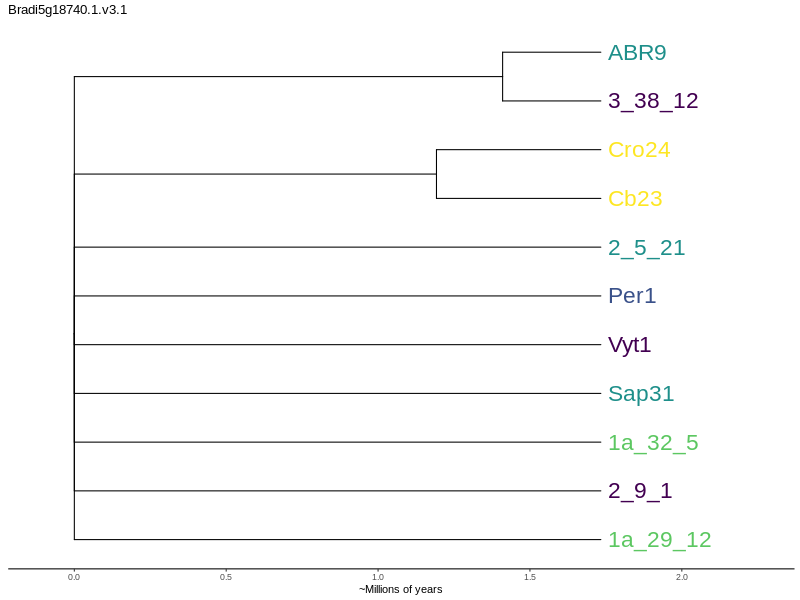 Bradi5g18740.1.v3.1
ABR9
3_38_12
Cro24
Cb23
2_5_21
Per1
Vyt1
Sap31
1a_32_5
2_9_1
1a_29_12
0.0 0.5 1.0 1.5 2.0
~Millions of years